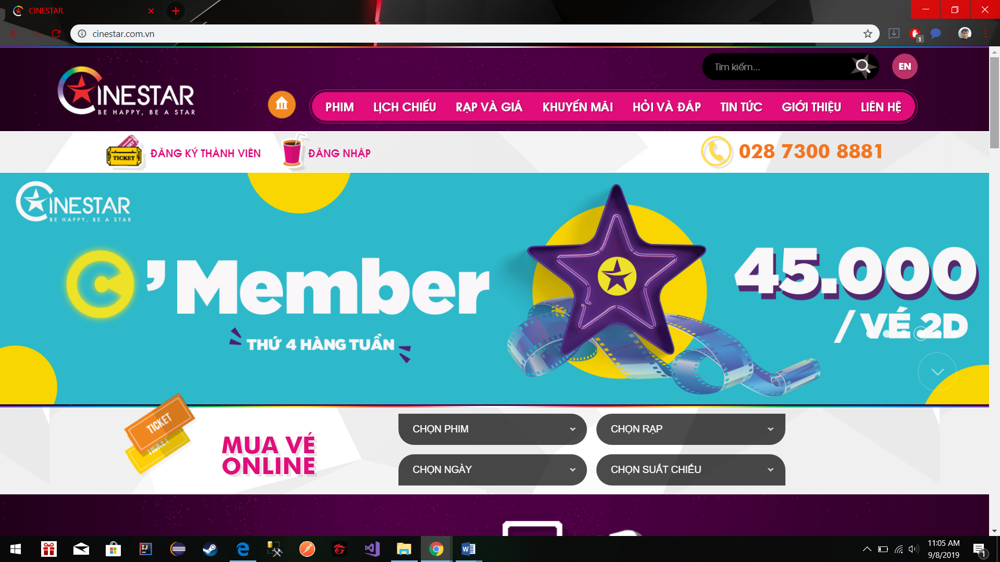 CINESTAR
cinestar.com.vn
1
Tìm kiếm...
EN
CINESTAR
BE HAPPY, BE A STAR
PHIM LỊCH CHIẾU RẠP VÀ GIÁ KHUYẾN MÃI HỎI VÀ ĐÁP TIN TỨC GIỚI THIỆU LIÊN HỆ
TICKET
ĐĂNG KÝ THÀNH VIÊN
ĐĂNG NHẬP
028 7300 8881
CINESTAR
BE HAPPY, BE A STAR
C'Member
THỨ 4 HÀNG TUẦN
45.000
/VÉ 2D
TICKET
TICKET
MUA VÉ
ONLINE
CHỌN PHIM
CHỌN RẠP
CHỌN NGÀY
CHỌN SUẤT CHIẾU
11:05 AM
9/8/2019
1